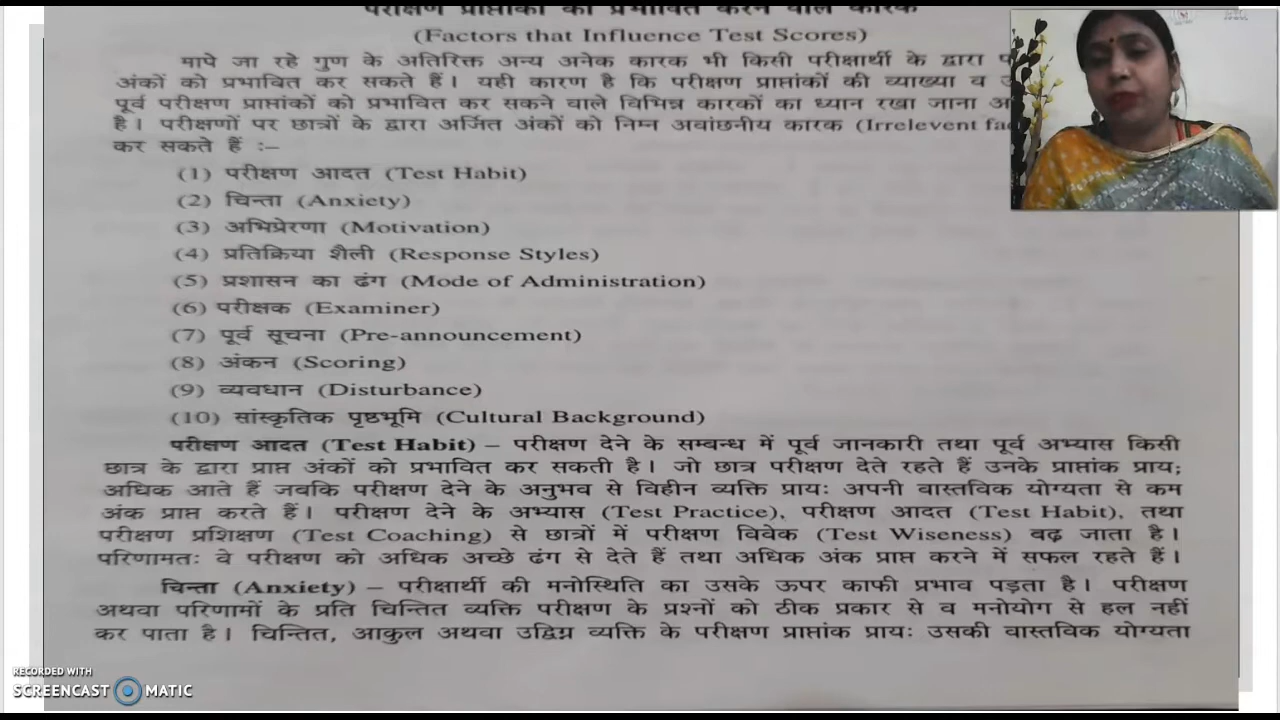 परीक्षण प्राप्तांकों को प्रभावित करने वाले कारक
(Factors that Influence Test Scores)
मापे जा रहे गुण के अतिरिक्त अन्य अनेक कारक भी किसी परीक्षार्थी के द्वारा
अंकों को प्रभावित कर सकते हैं। यही कारण है कि परीक्षण प्राप्तांकों की व्याख्या व
पूर्व परीक्षण प्राप्तांकों को प्रभावित कर सकने वाले विभिन्न कारकों का ध्यान रखा जाना
है। परीक्षणों पर छात्रों के द्वारा अर्जित अंकों को निम्न अवांछनीय कारक (Irrelevent
कर सकते हैं :–
(1) परीक्षण आदत (Test Habit)
(2) चिन्ता (Anxiety)
(3) अभिप्रेरणा (Motivation)
(4) प्रतिक्रिया शैली (Response Styles)
(5) प्रशासन का ढंग (Mode of Administration)
(6) परीक्षक (Examiner)
(7) पूर्व सूचना (Pre-announcement)
(8) अंकन (Scoring)
(9) व्यवधान (Disturbance)
(10) सांस्कृतिक पृष्ठभूमि (Cultural Background)
परीक्षण आदत (Test Habit) – परीक्षण देने के सम्बन्ध में पूर्व जानकारी तथा पूर्व अभ्यास किसी
छात्र के द्वारा प्राप्त अंकों को प्रभावित कर सकती है। जो छात्र परीक्षण देते रहते हैं उनके प्राप्तांक प्राय;
अधिक आते हैं जबकि परीक्षण देने के अनुभव से विहीन व्यक्ति प्रायः अपनी वास्तविक योग्यता से कम
अंक प्राप्त करते हैं। परीक्षण देने के अभ्यास (Test Practice), परीक्षण आदत (Test Habit), तथा
परीक्षण प्रशिक्षण (Test Coaching) से छात्रों में परीक्षण विवेक (Test Wiseness) बढ़ जाता है।
परिणामतः वे परीक्षण को अधिक अच्छे ढंग से देते हैं तथा अधिक अंक प्राप्त करने में सफल रहते हैं।
चिन्ता (Anxiety) – परीक्षार्थी की मनोस्थिति का उसके ऊपर काफी प्रभाव पड़ता है। परीक्षण
अथवा परिणामों के प्रति चिन्तित व्यक्ति परीक्षण के प्रश्नों को ठीक प्रकार से व मनोयोग से हल नहीं
कर पाता है। चिन्तित, आकुल अथवा उद्विग्न व्यक्ति के परीक्षण प्राप्तांक प्रायः उसकी वास्तविक योग्यता
RECORDED WITH
SCREENCAST MATIC